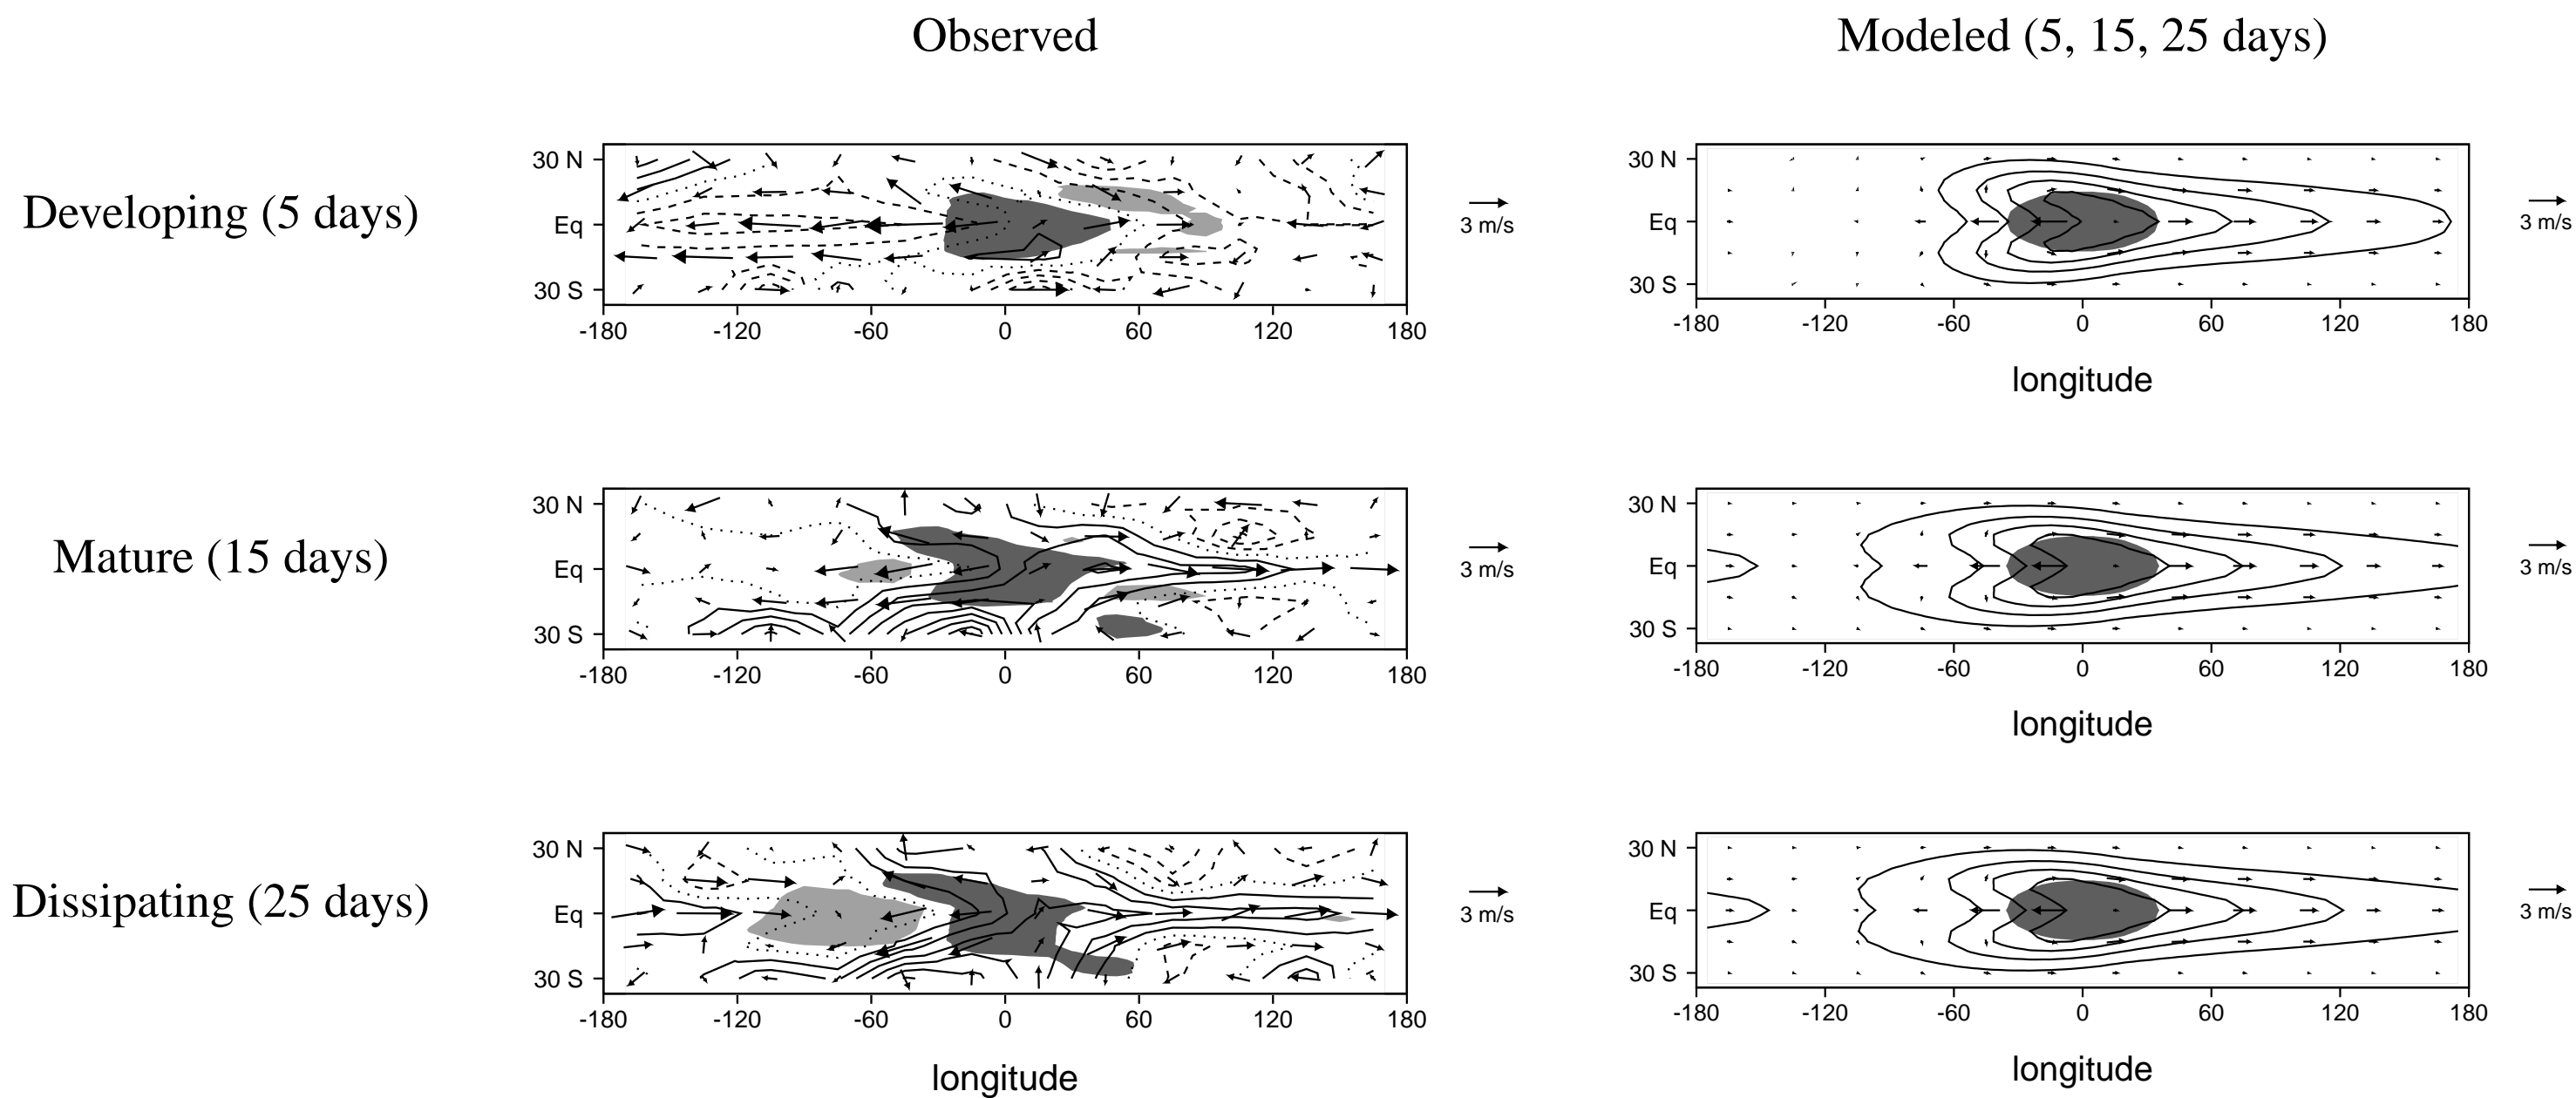 Observed
Modeled (5, 15, 25 days)
Developing (5 days)
30 N
Eq
30 S
-180 -120 -60 0 60 120 180
3 m/s
30 N
Eq
30 S
-180 -120 -60 0 60 120 180
longitude
3 m/s
Mature (15 days)
30 N
Eq
30 S
-180 -120 -60 0 60 120 180
3 m/s
30 N
Eq
30 S
-180 -120 -60 0 60 120 180
longitude
3 m/s
Dissipating (25 days)
30 N
Eq
30 S
-180 -120 -60 0 60 120 180
longitude
3 m/s
30 N
Eq
30 S
-180 -120 -60 0 60 120 180
longitude
3 m/s